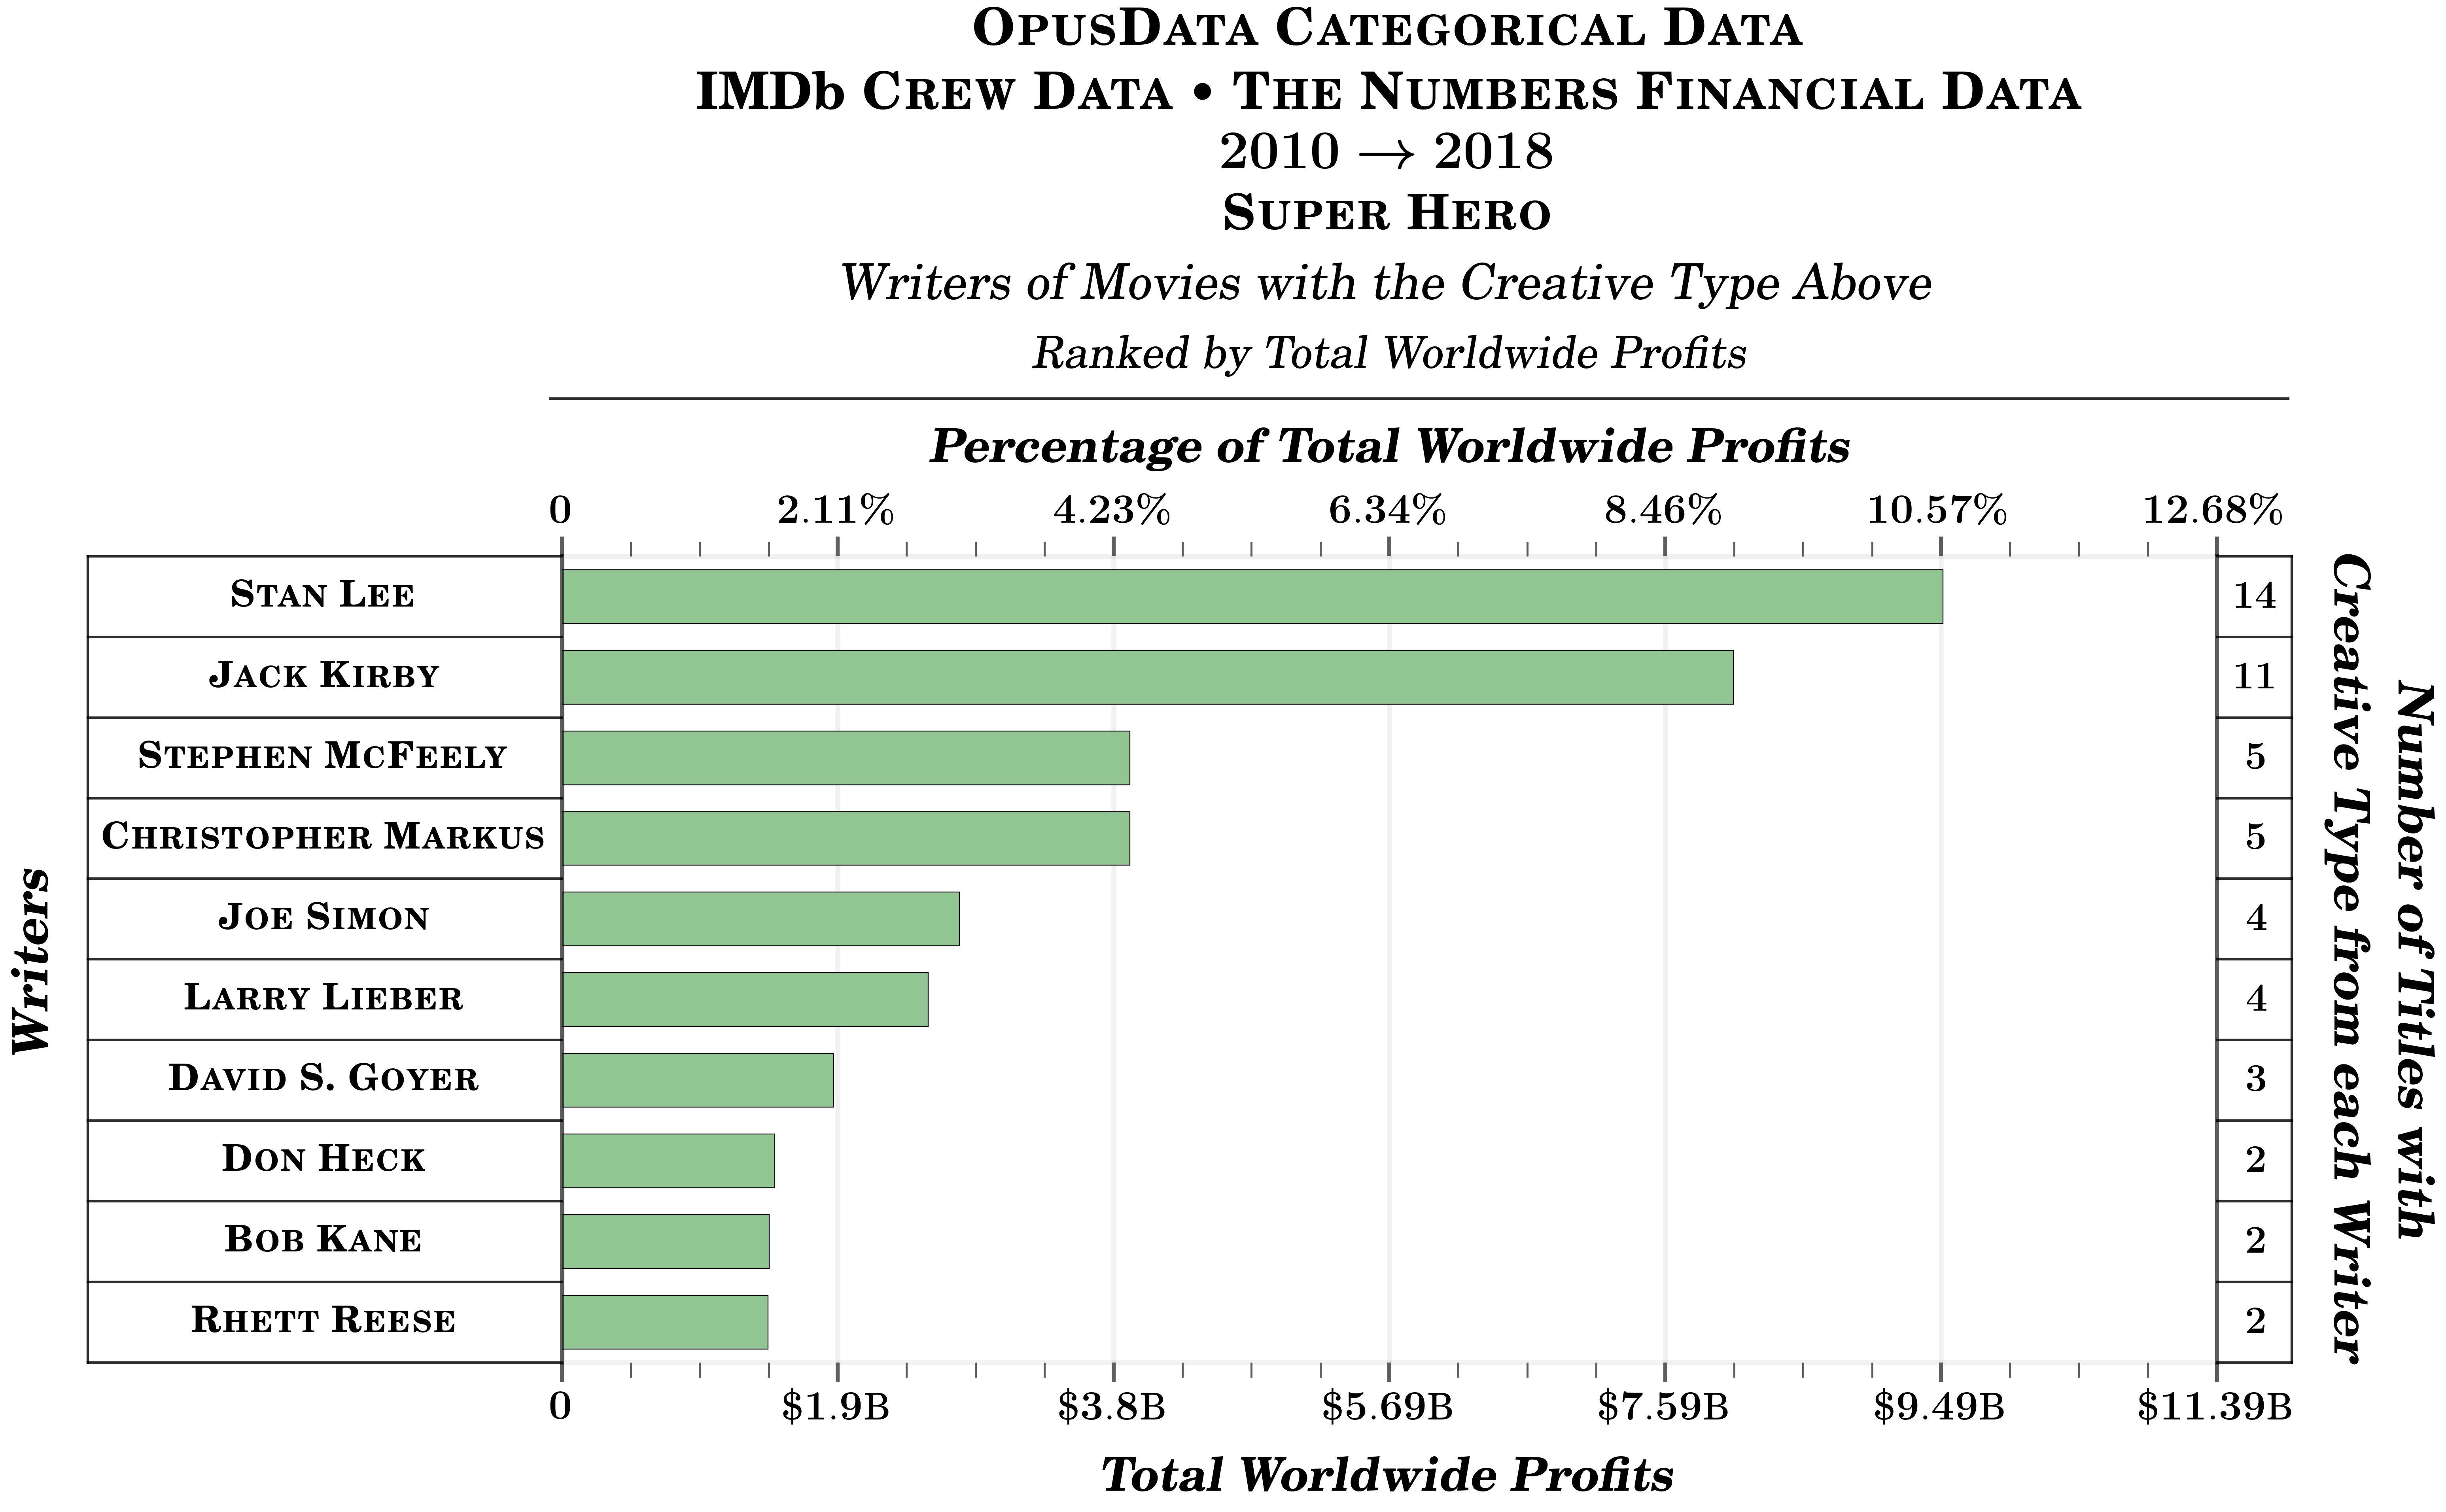 OpusData Categorical Data
IMDb Crew Data • The Numbers Financial Data
2010 → 2018
Super Hero
Writers of Movies with the Creative Type Above
Ranked by Total Worldwide Profits
Percentage of Total Worldwide Profits
0 2.11% 4.23% 6.34% 8.46% 10.57% 12.68%
Writers
Stan Lee 14
Jack Kirby 11
Stephen McFeely 5
Christopher Markus 5
Joe Simon 4
Larry Lieber 4
David S. Goyer 3
Don Heck 2
Bob Kane 2
Rhett Reese 2
Number of Titles with
Creative Type from each Writer
0 $1.9B $3.8B $5.69B $7.59B $9.49B $11.39B
Total Worldwide Profits